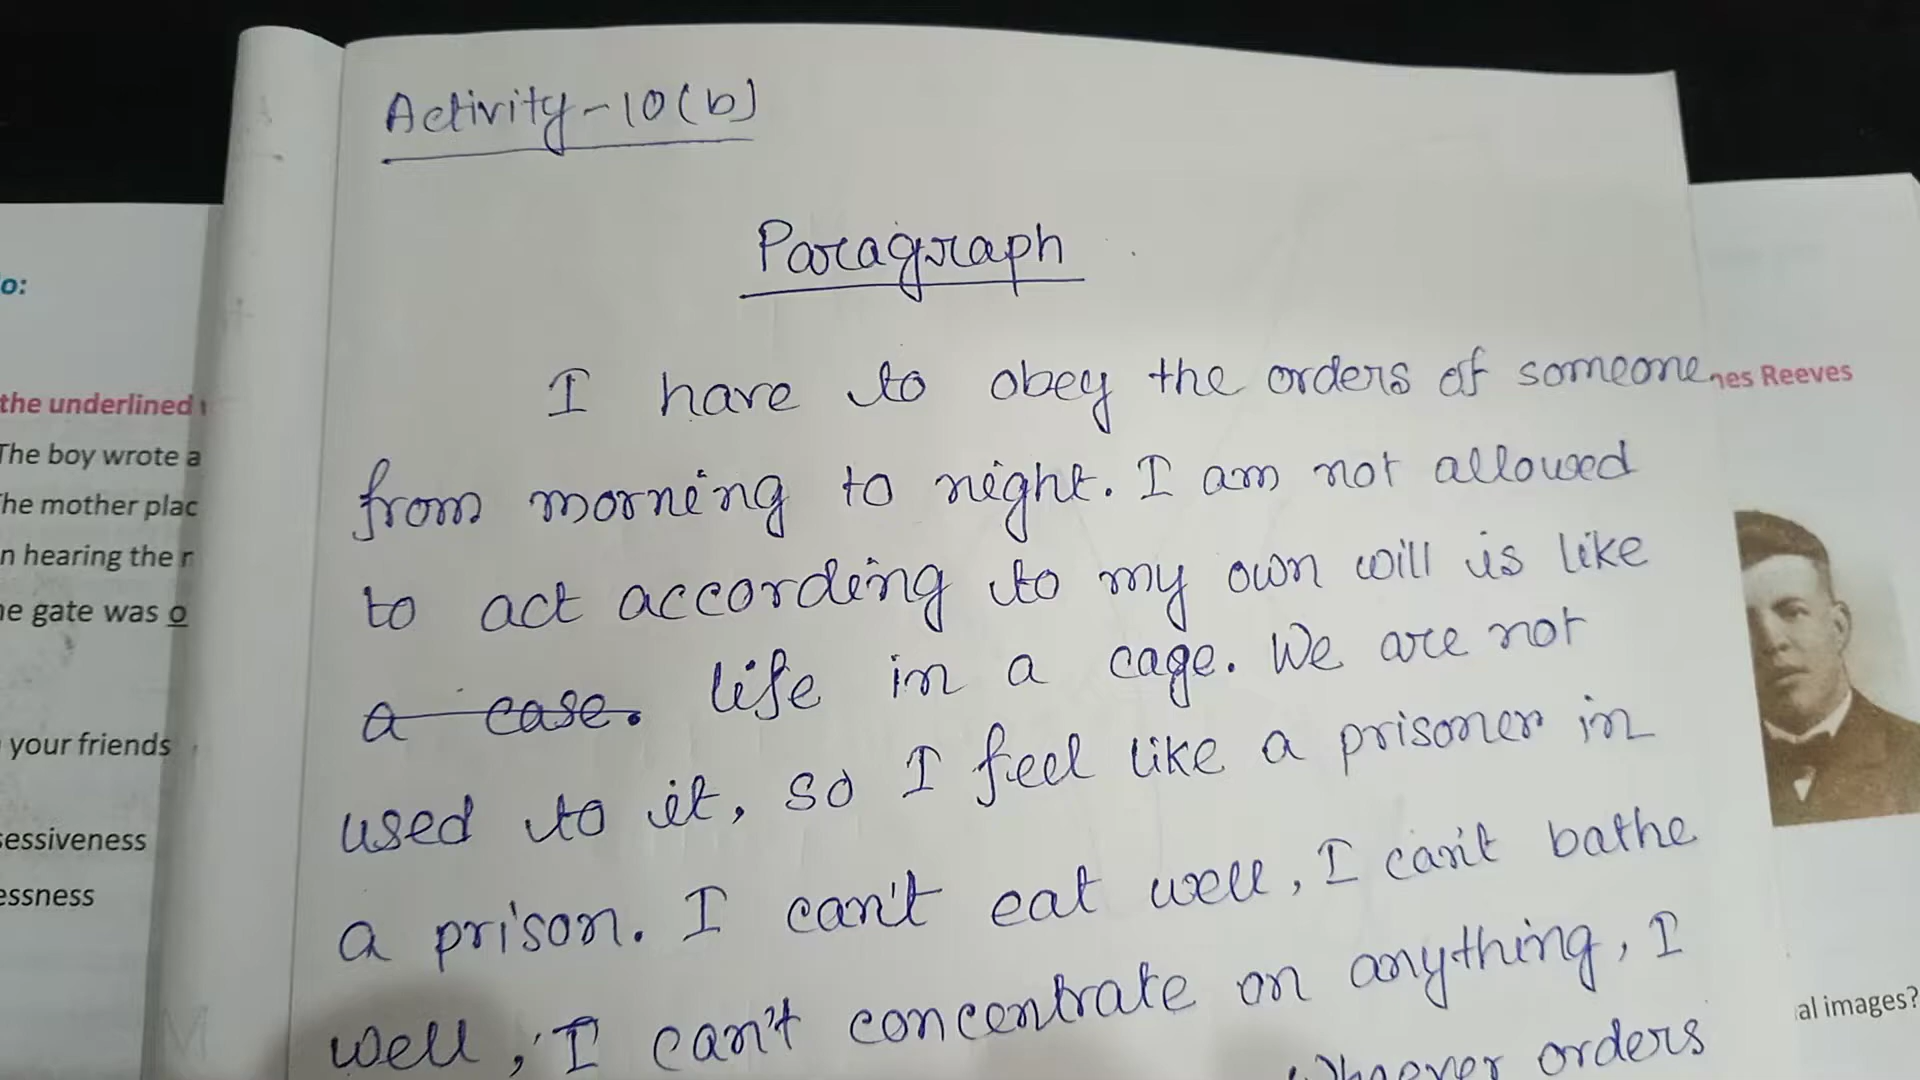 Activity-10(b)
Paragraph
I have to obey the orders of someone
from morning to night. I am not allowed
to act according to my own will is like
a case. life in a cage. We are not
used to it, so I feel like a prisoner in
a prison. I can't eat well, I can't bathe
well, I can't concentrate on anything, I
Whoever orders
o:
the underlined
The boy wrote a
he mother plac
n hearing the r
e gate was o
your friends
essiveness
essness
nes Reeves
al images?